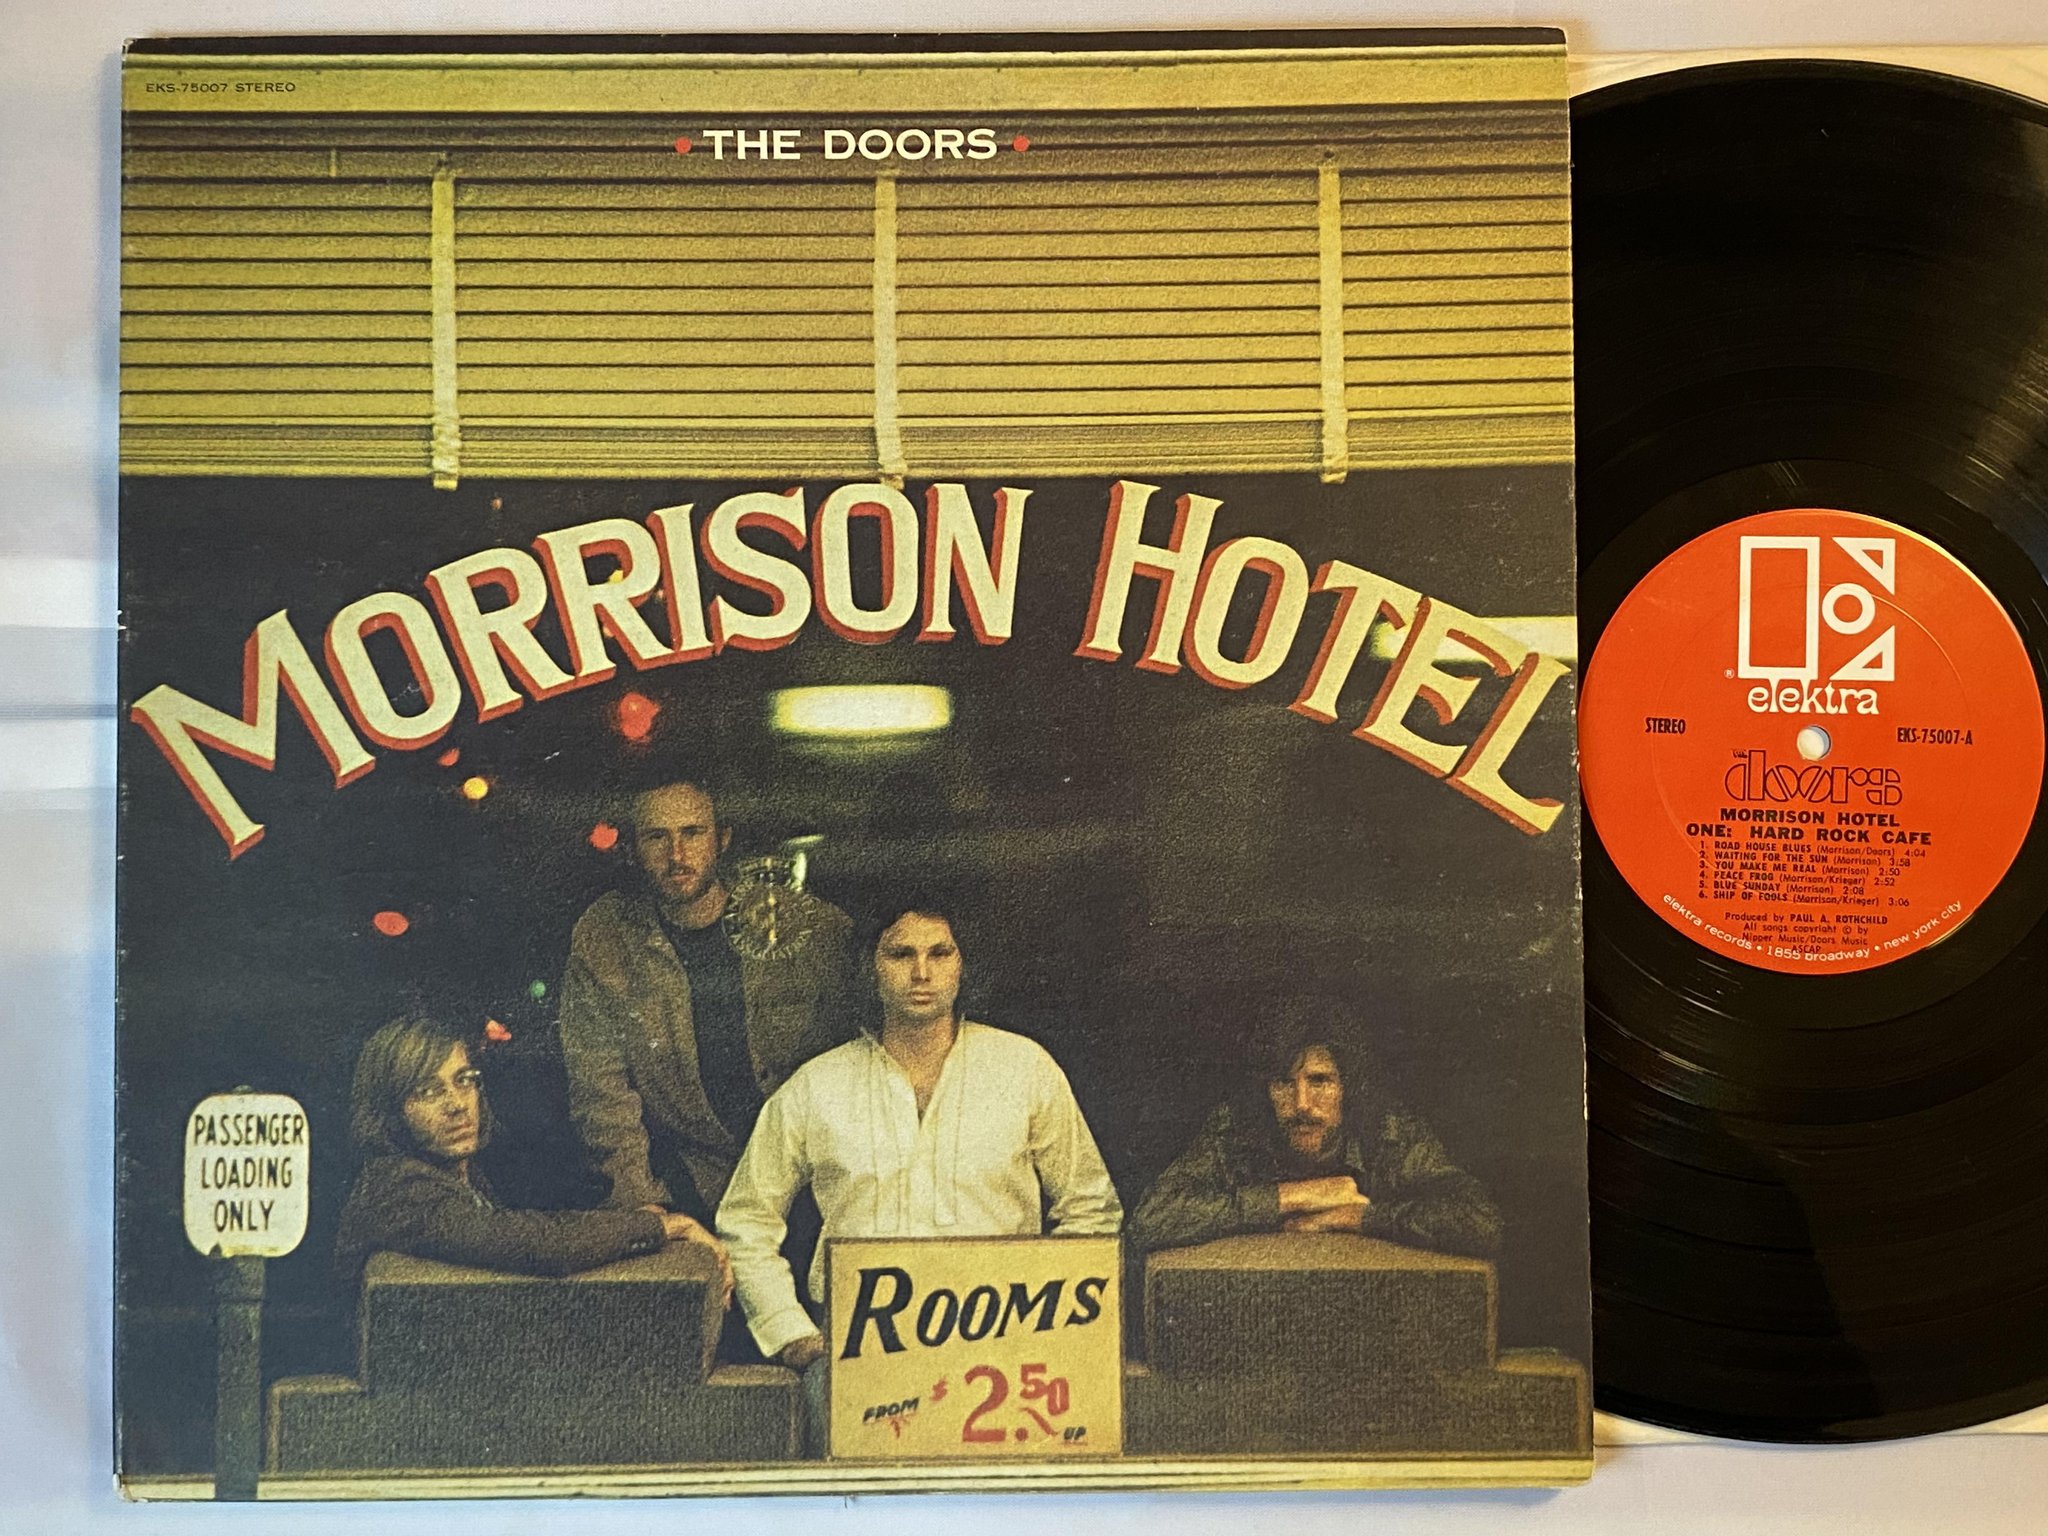 EKS-75007 STEREO
• THE DOORS •
MORRISON HOTEL
PASSENGER
LOADING
ONLY
ROOMS
FROM $2.50 UP
®
elektra
STEREO
EKS-75007-A
THE
doors
MORRISON HOTEL
ONE: HARD ROCK CAFE
1. ROAD HOUSE BLUES (Morrison/Doors) 4:04
2. WAITING FOR THE SUN (Morrison) 3:58
3. YOU MAKE ME REAL (Morrison) 2:50
4. PEACE FROG (Morrison/Krieger) 2:52
5. BLUE SUNDAY (Morrison) 2:08
6. SHIP OF FOOLS (Morrison/Krieger) 3:06
Produced by PAUL A. ROTHCHILD
All songs copyright © by
Nipper Music/Doors Music
ASCAP
elektra records • 1855 broadway • new york city